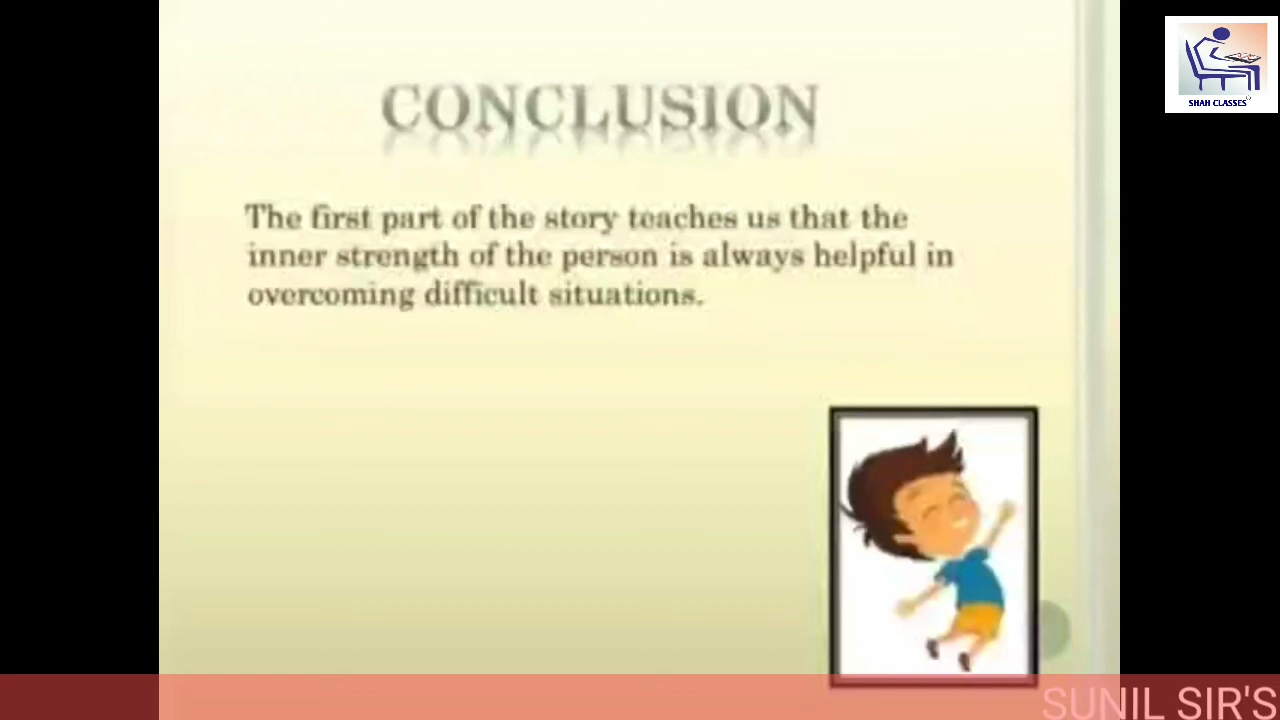 SHAH CLASSES
CONCLUSION
The first part of the story teaches us that the
inner strength of the person is always helpful in
overcoming difficult situations.
SUNIL SIR'S